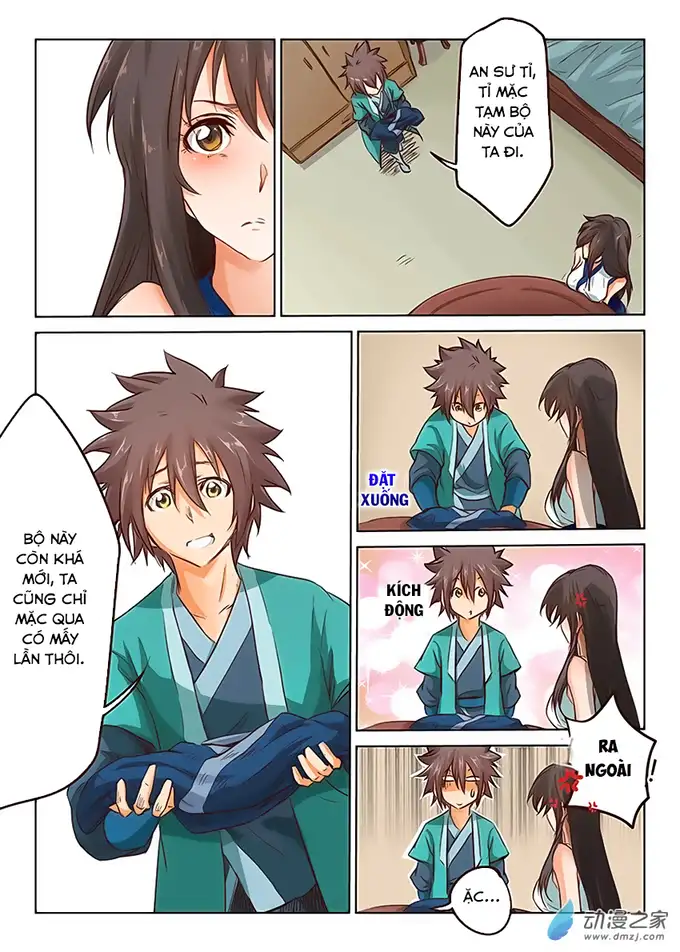 AN SƯ TỈ,
TỈ MẶC
TẠM BỘ
NÀY CỦA
TA ĐI.
BỘ NÀY
CÒN KHÁ
MỚI, TA
CŨNG CHỈ
MẶC QUA
CÓ MẤY
LẦN THÔI.
ĐẶT
XUỐNG
KÍCH
ĐỘNG
RA
NGOÀI
!
ẶC...
动漫之家
www.dmzj.com